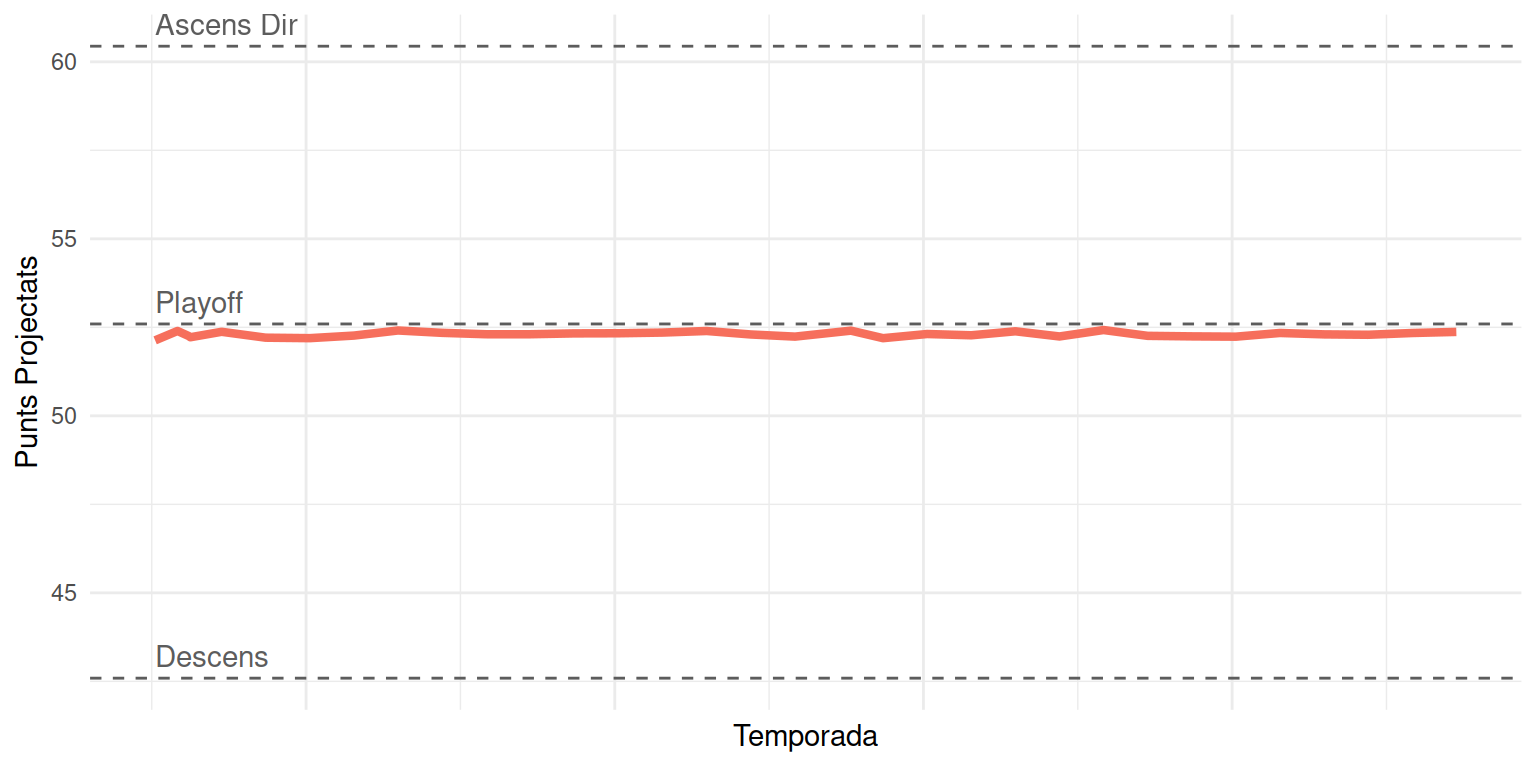 Ascens Dir
60
55
Playoff
50
45
Descens
Punts Projectats
Temporada